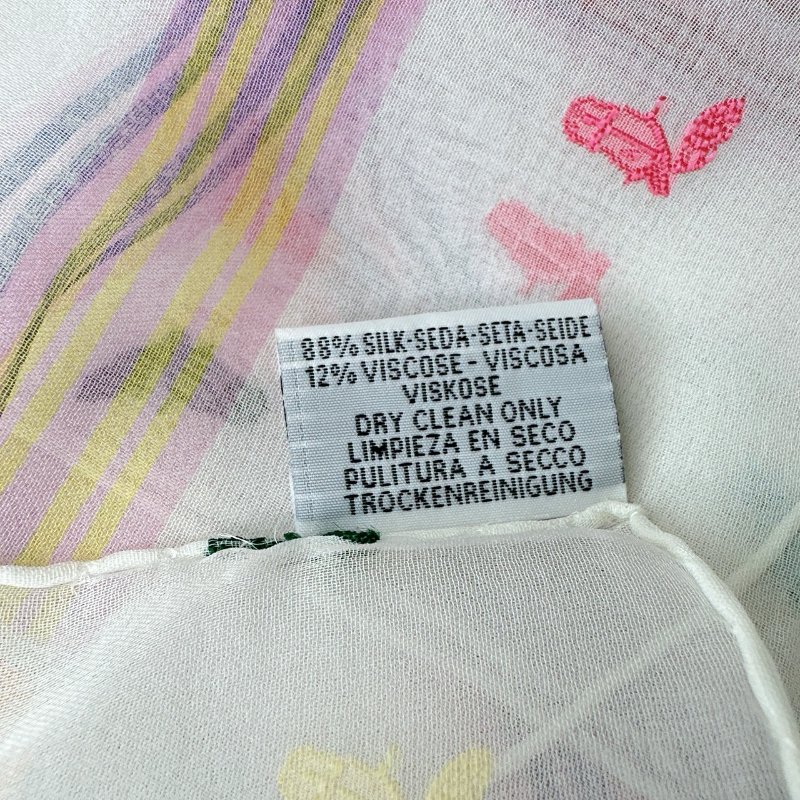 88% SILK-SEDA-SETA-SEIDE
12% VISCOSE - VISCOSA
VISKOSE
DRY CLEAN ONLY
LIMPIEZA EN SECO
PULITURA A SECCO
TROCKENREINIGUNG